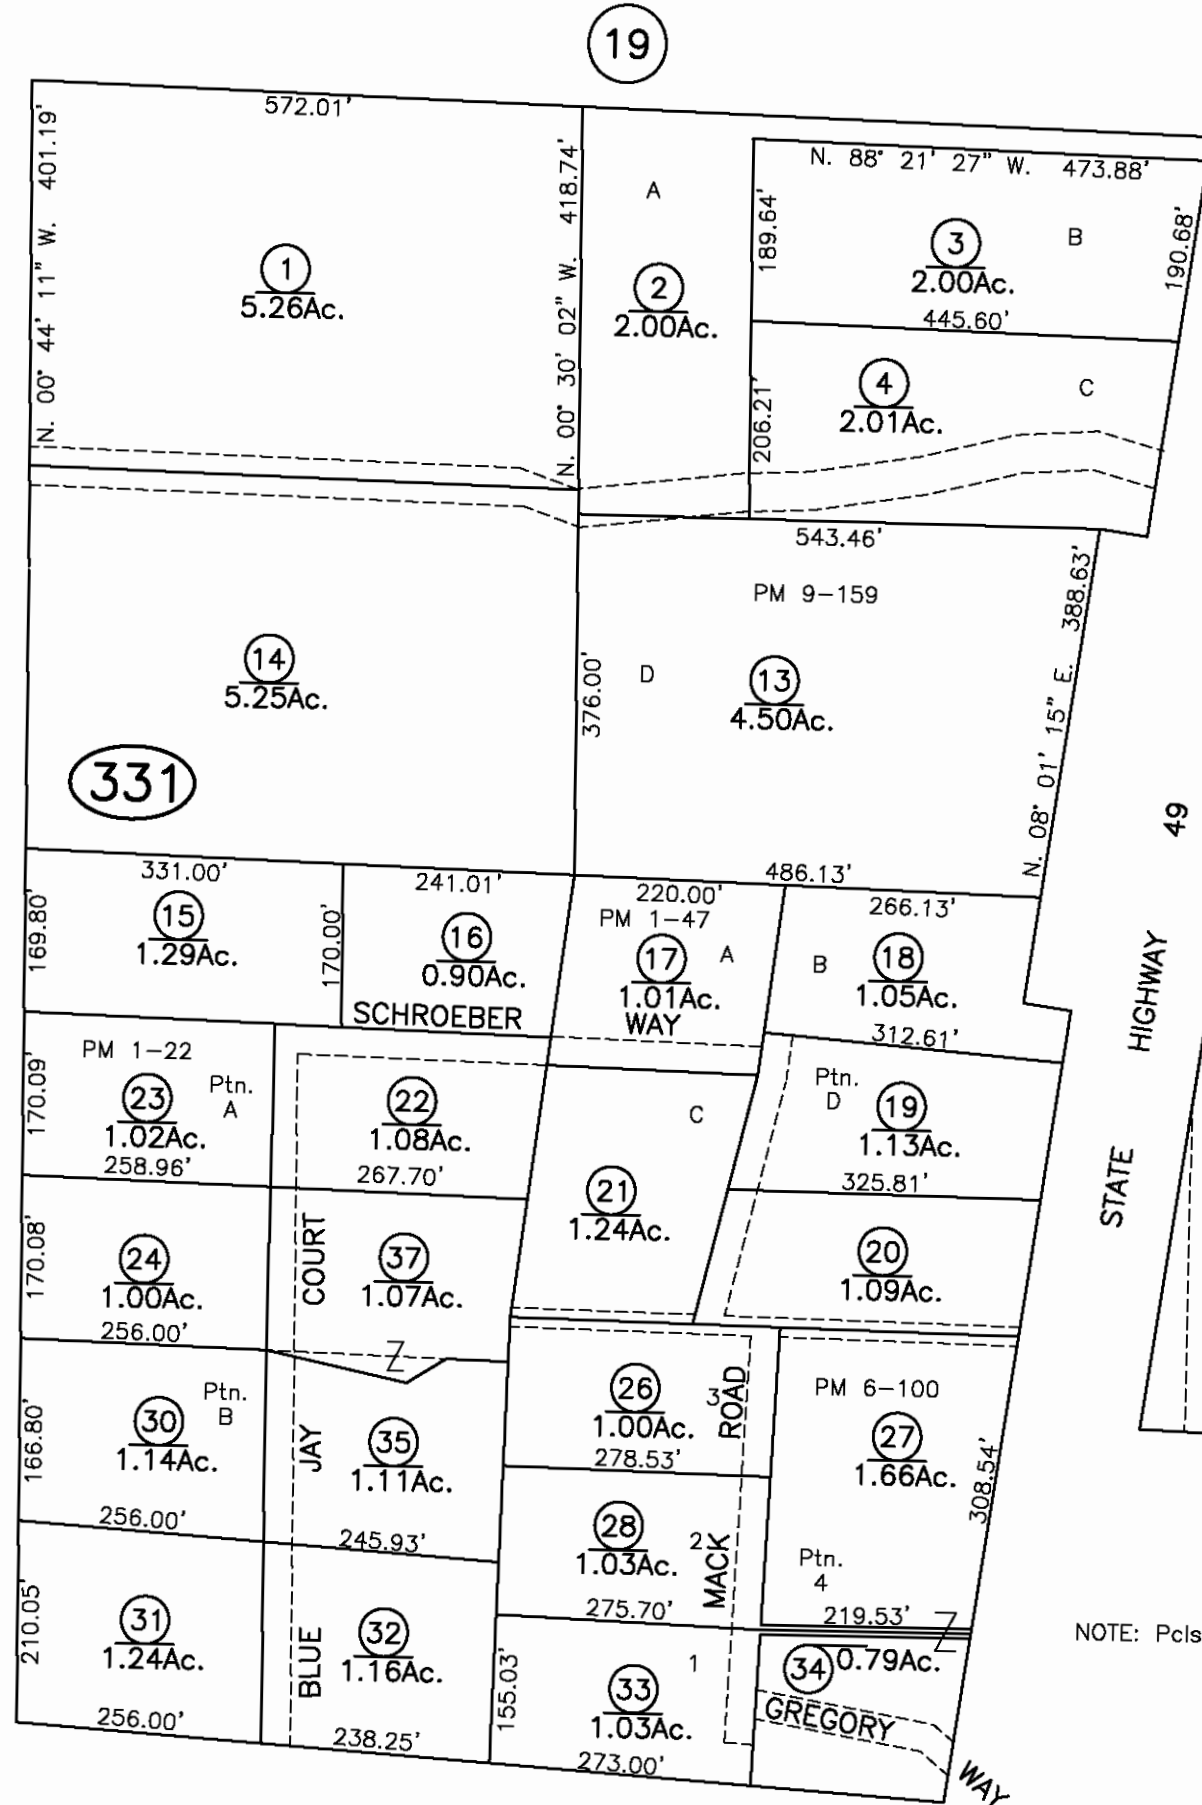 19
572.01'
N. 00° 44' 11" W. 401.19'
1
5.26Ac.
N. 00° 30' 02" W. 418.74'
A
2
2.00Ac.
N. 88° 21' 27" W. 473.88'
189.64'
3
2.00Ac.
B
190.68'
445.60'
206.21'
4
2.01Ac.
C
543.46'
PM 9-159
14
5.25Ac.
376.00'
D
13
4.50Ac.
N. 08° 01' 15" E. 388.63'
331
STATE HIGHWAY 49
486.13'
331.00'
241.01'
220.00'
266.13'
169.80'
15
1.29Ac.
170.00'
16
0.90Ac.
PM 1-47
17
1.01Ac.
A
B
18
1.05Ac.
SCHROEBER WAY
312.61'
PM 1-22
170.09'
23
1.02Ac.
Ptn.
A
258.96'
22
1.08Ac.
267.70'
C
21
1.24Ac.
Ptn.
D
19
1.13Ac.
325.81'
170.08'
24
1.00Ac.
256.00'
37
1.07Ac.
20
1.09Ac.
BLUE JAY COURT
Z
166.80'
30
1.14Ac.
Ptn.
B
256.00'
35
1.11Ac.
245.93'
26
1.00Ac.
3
278.53'
MACK ROAD
PM 6-100
27
1.66Ac.
308.54'
28
1.03Ac.
2
275.70'
Ptn.
4
219.53'
Z
210.05'
31
1.24Ac.
256.00'
32
1.16Ac.
238.25'
155.03'
33
1.03Ac.
1
273.00'
34
0.79Ac.
GREGORY WAY
NOTE: Pcls